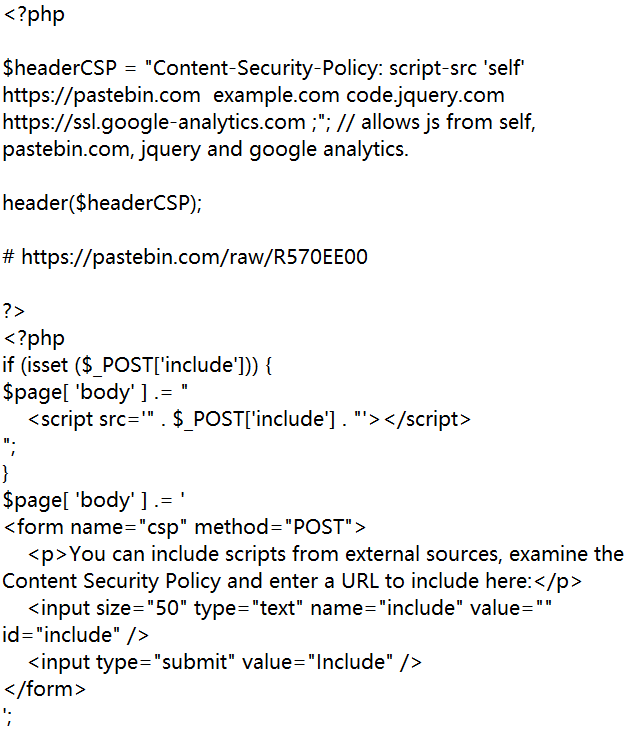 <?php
$headerCSP = "Content-Security-Policy: script-src 'self'
https://pastebin.com  example.com code.jquery.com
https://ssl.google-analytics.com ;"; // allows js from self,
pastebin.com, jquery and google analytics.
header($headerCSP);
# https://pastebin.com/raw/R570EE00
?>
<?php
if (isset ($_POST['include'])) {
$page[ 'body' ] .= "
    <script src='" . $_POST['include'] . "'></script>
";
}
$page[ 'body' ] .= '
<form name="csp" method="POST">
    <p>You can include scripts from external sources, examine the
Content Security Policy and enter a URL to include here:</p>
    <input size="50" type="text" name="include" value=""
id="include" />
    <input type="submit" value="Include" />
</form>
';